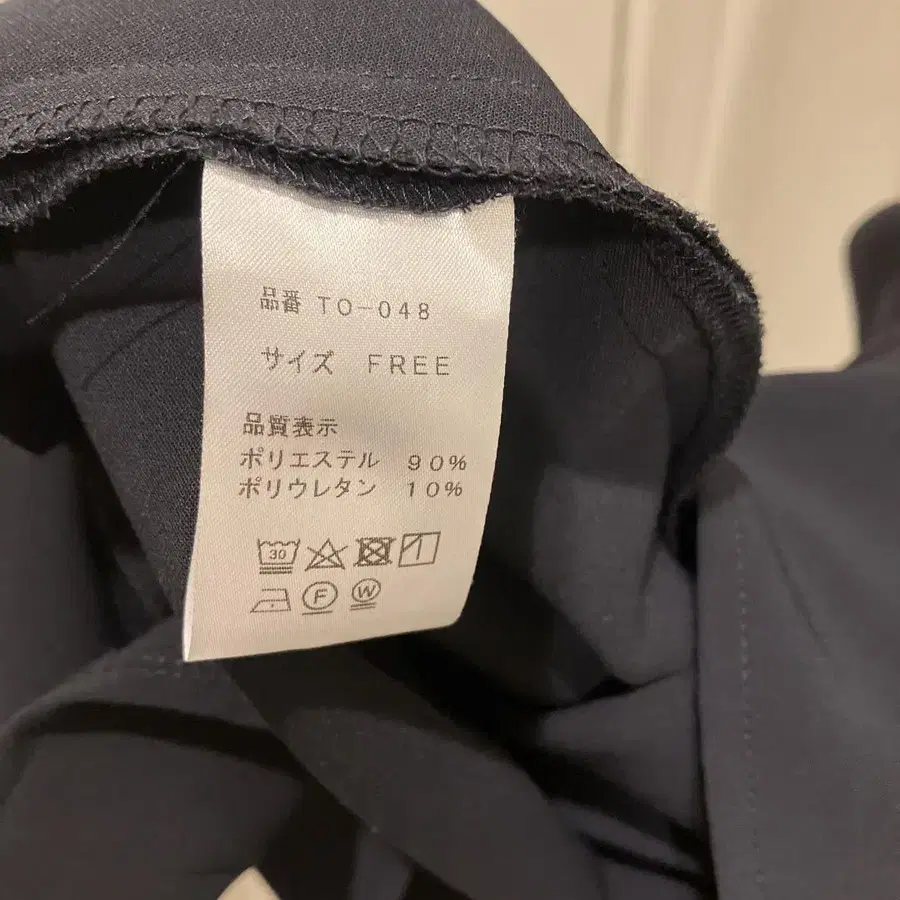 品番 TO-048
サイズ FREE
品質表示
ポリエステル 90%
ポリウレタン 10%
30
F W